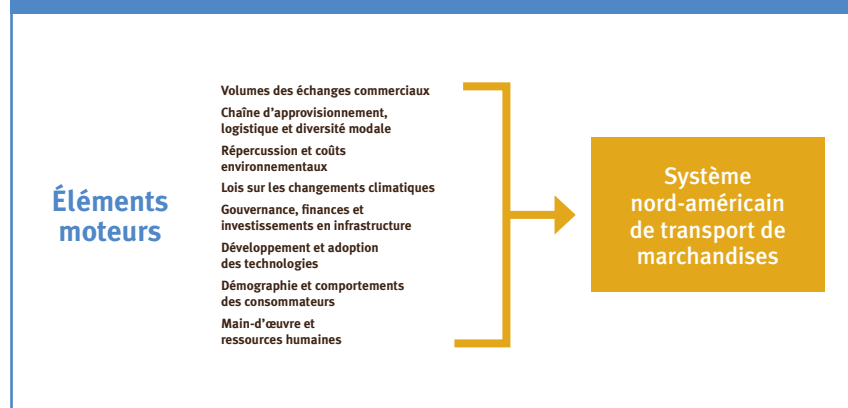 Éléments
moteurs
Volumes des échanges commerciaux
Chaîne d'approvisionnement,
logistique et diversité modale
Répercussion et coûts
environnementaux
Lois sur les changements climatiques
Gouvernance, finances et
investissements en infrastructure
Développement et adoption
des technologies
Démographie et comportements
des consommateurs
Main-d'œuvre et
ressources humaines
Système
nord-américain
de transport de
marchandises